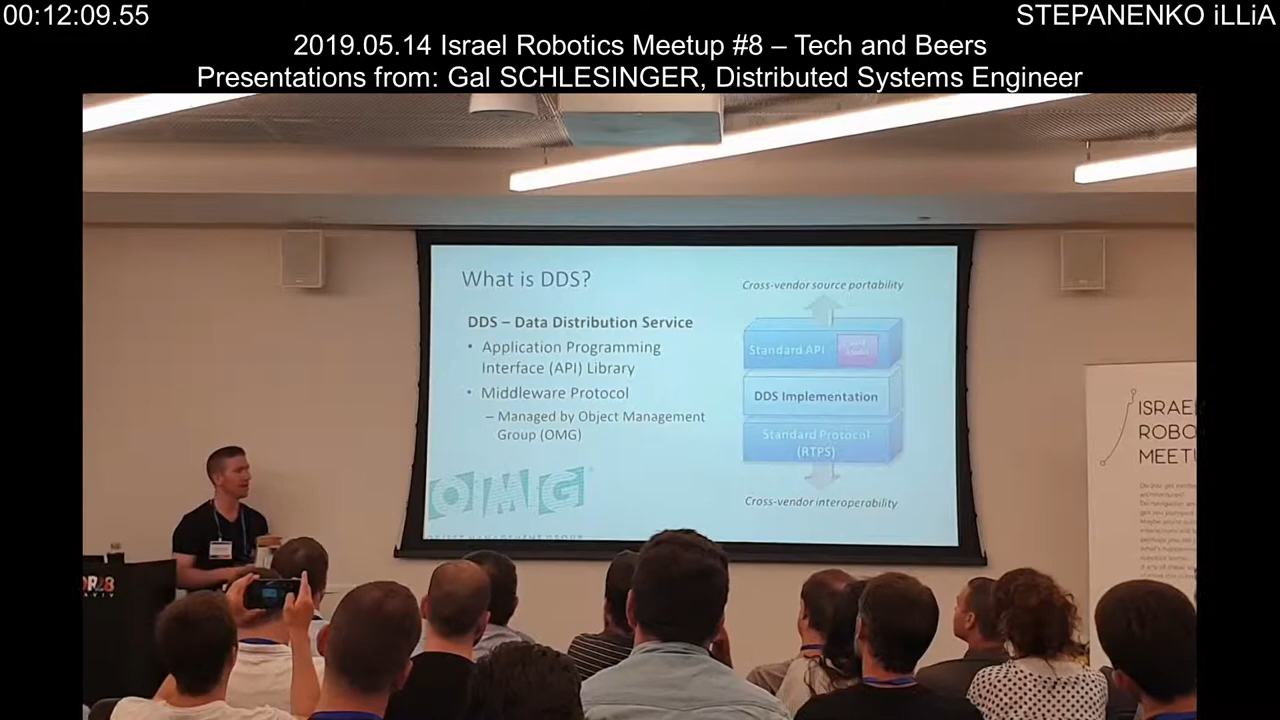 00:12:09.55
STEPANENKO iLLiA
2019.05.14 Israel Robotics Meetup #8 – Tech and Beers
Presentations from: Gal SCHLESINGER, Distributed Systems Engineer
What is DDS?
DDS – Data Distribution Service
• Application Programming
Interface (API) Library
• Middleware Protocol
– Managed by Object Management
Group (OMG)
OMG
Cross-vendor source portability
Standard API
DDS Implementation
Standard Protocol
(RTPS)
Cross-vendor interoperability
ISRAEL
ROBO
MEETU